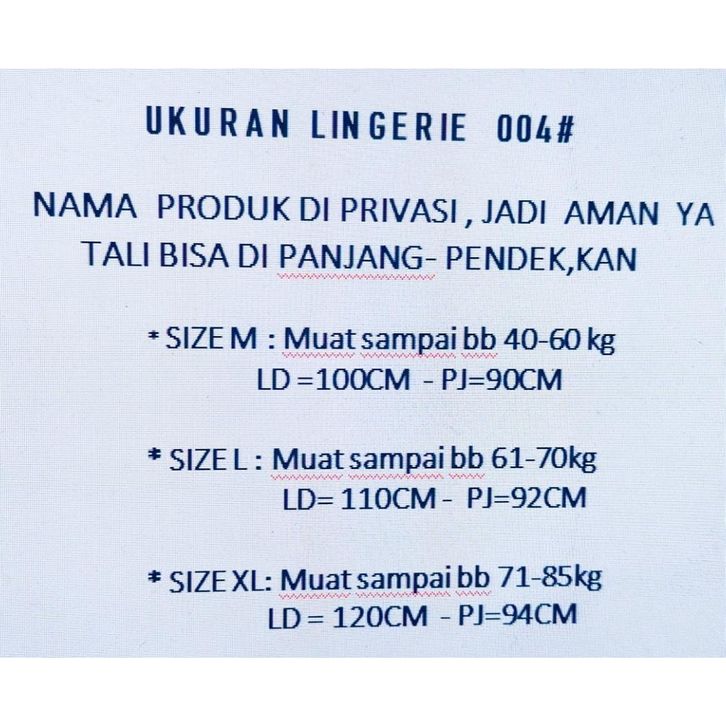 UKURAN LINGERIE 004#
NAMA PRODUK DI PRIVASI , JADI AMAN YA
TALI BISA DI PANJANG- PENDEK,KAN
* SIZE M : Muat sampai bb 40-60 kg
LD =100CM - PJ=90CM
* SIZE L : Muat sampai bb 61-70kg
LD= 110CM - PJ=92CM
* SIZE XL: Muat sampai bb 71-85kg
LD = 120CM - PJ=94CM